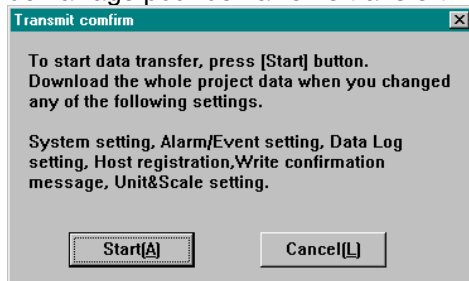 Transmit comfirm
To start data transfer, press [Start] button.
Download the whole project data when you changed
any of the following settings.
System setting, Alarm/Event setting, Data Log
setting, Host registration,Write confirmation
message, Unit&Scale setting.
Start(A) Cancel(L)